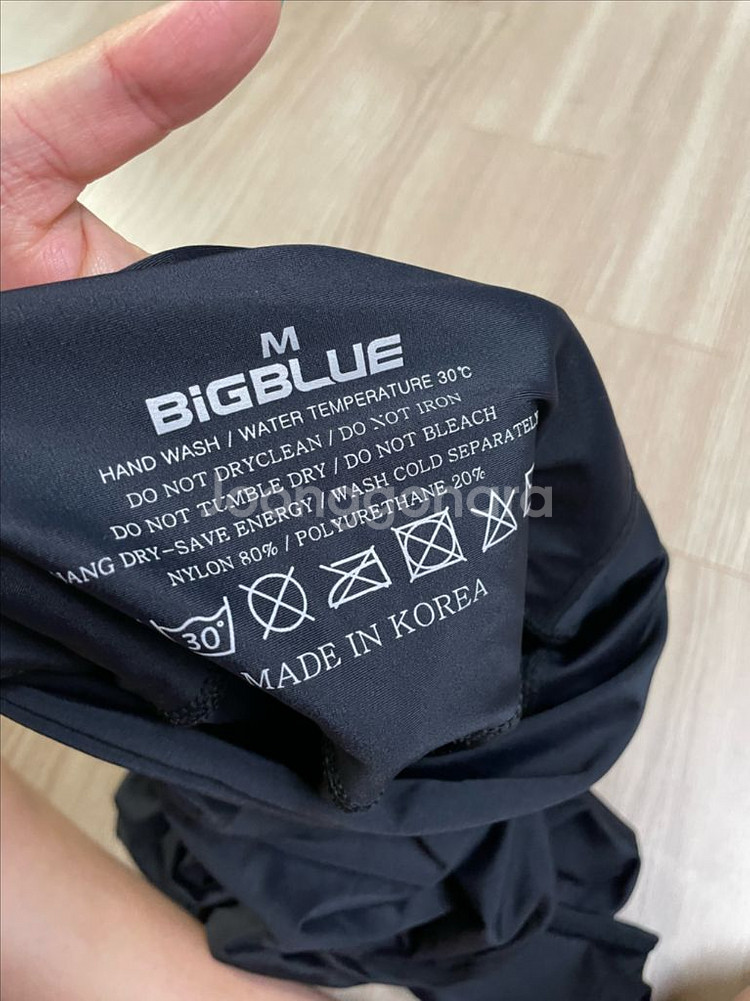 M
BiGBLUE
HAND WASH / WATER TEMPERATURE 30℃
DO NOT DRYCLEAN / DO NOT IRON
DO NOT TUMBLE DRY / DO NOT BLEACH
HANG DRY-SAVE ENERGY / WASH COLD SEPARATELY
NYLON 80% / POLYURETHANE 20%
30°
MADE IN KOREA
loonagonara